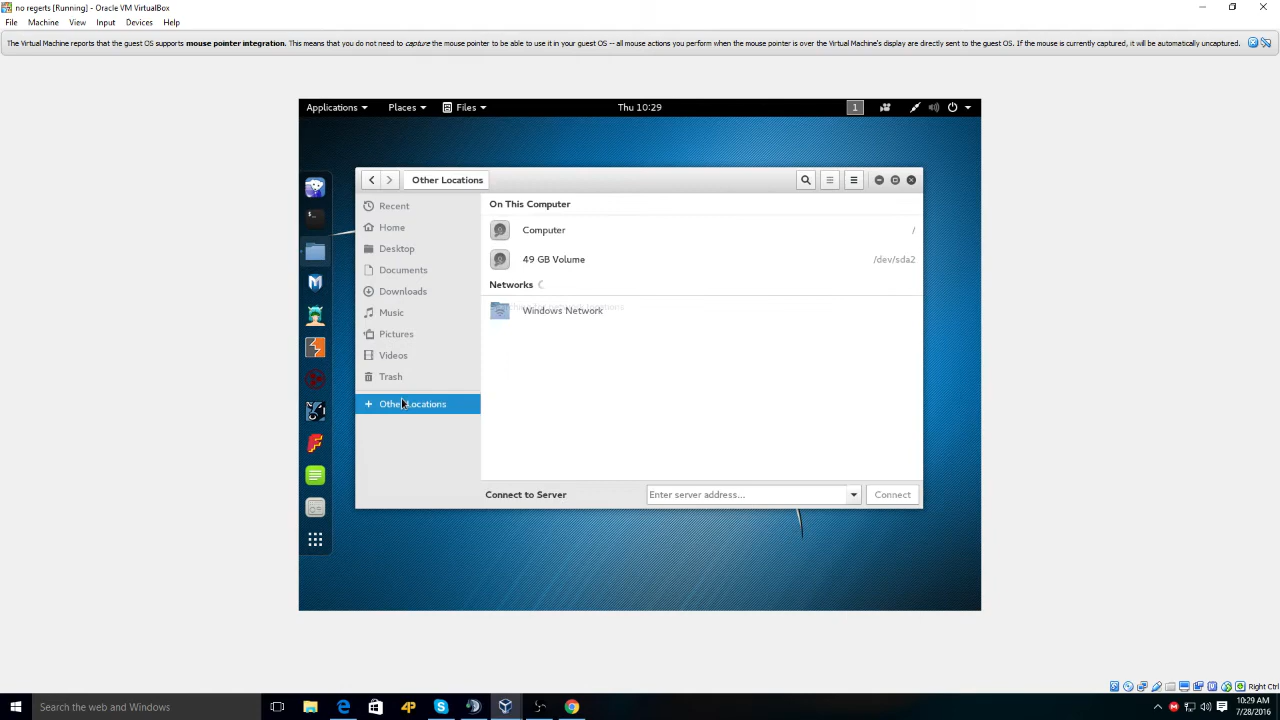 no regerts [Running] - Oracle VM VirtualBox
File Machine View Input Devices Help
The Virtual Machine reports that the guest OS supports mouse pointer integration. This means that you do not need to capture the mouse pointer to be able to use it in your guest OS -- all mouse actions you perform when the mouse pointer is over the Virtual Machine's display are directly sent to the guest OS. If the mouse is currently captured, it will be automatically uncaptured.
Applications Places Files Thu 10:29 1
Other Locations
Recent
Home
Desktop
Documents
Downloads
Music
Pictures
Videos
Trash
Other Locations
On This Computer
Computer /
49 GB Volume /dev/sda2
Networks
Windows Network
Connect to Server Enter server address... Connect
Right Ctrl
Search the web and Windows
10:29 AM
7/28/2016